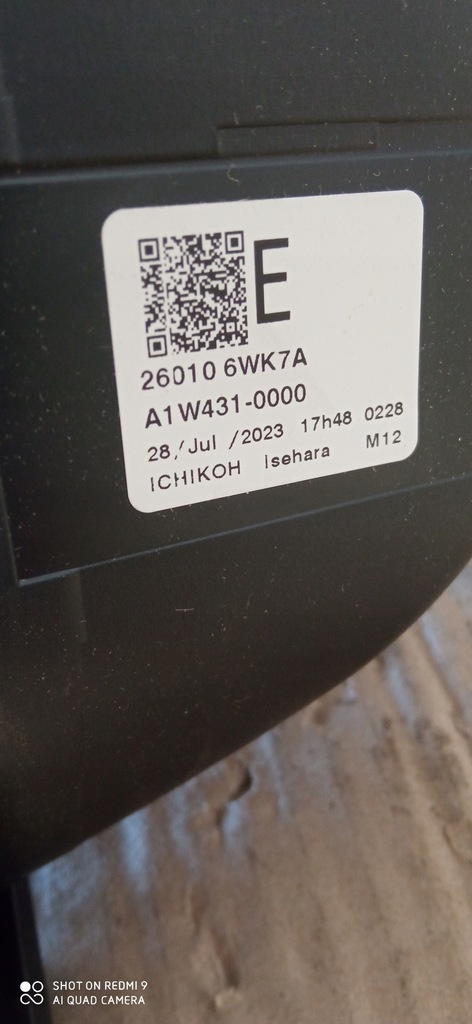 E
26010 6WK7A
A1W431-0000
28,/Jul /2023 17h48 0228
ICHIKOH Isehara M12
SHOT ON REDMI 9
AI QUAD CAMERA